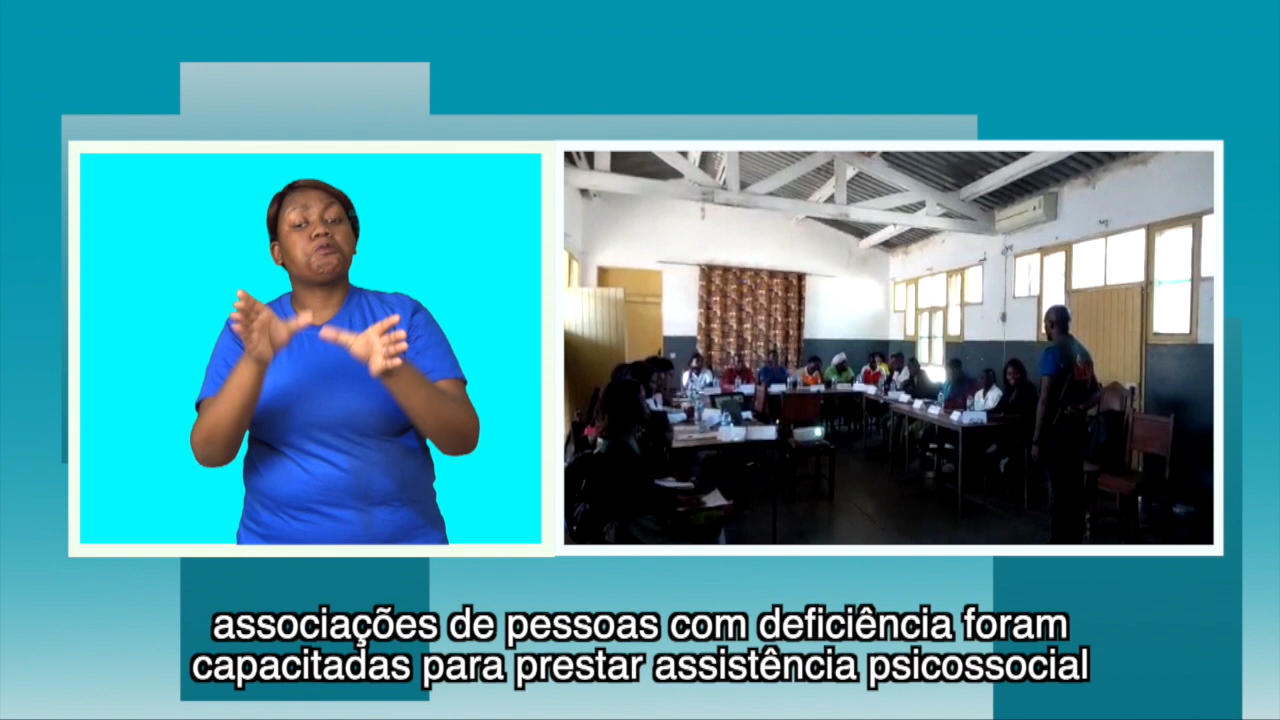 associações de pessoas com deficiência foram
capacitadas para prestar assistência psicossocial